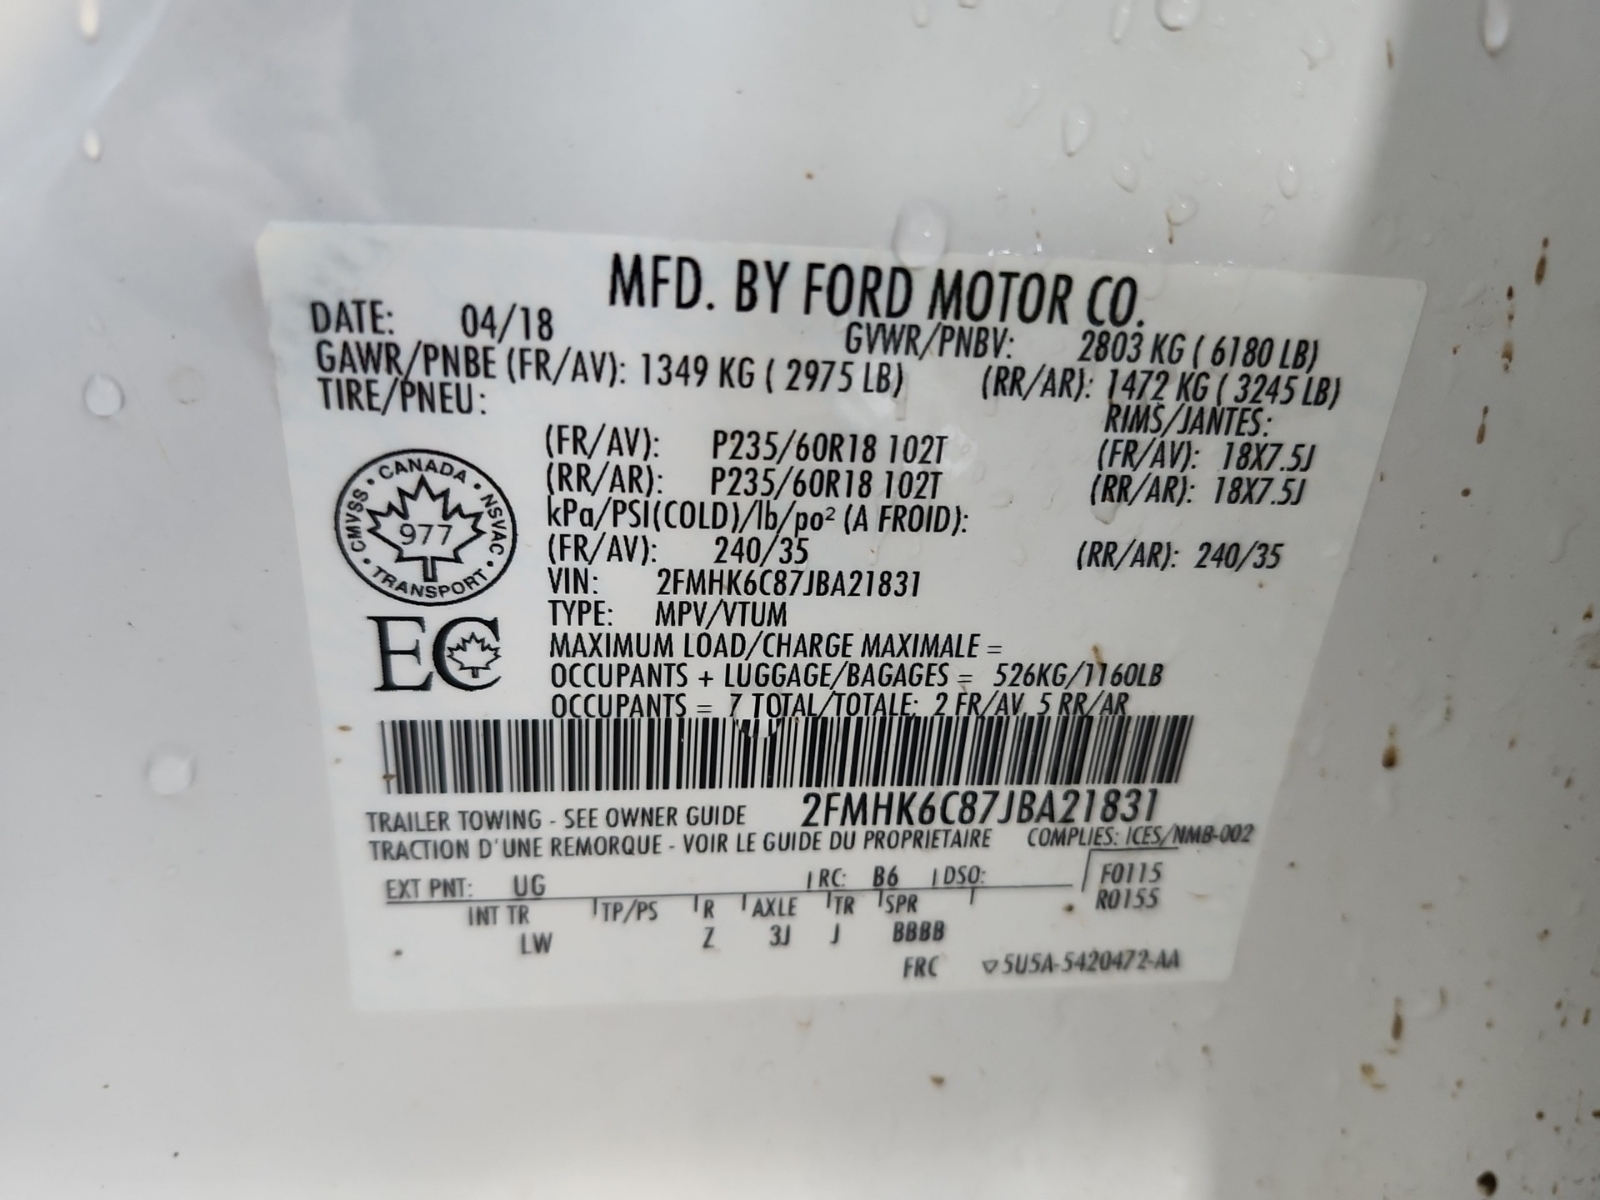 MFD. BY FORD MOTOR CO.
DATE: 04/18 GVWR/PNBV: 2803 KG ( 6180 LB)
GAWR/PNBE (FR/AV): 1349 KG ( 2975 LB) (RR/AR): 1472 KG ( 3245 LB)
TIRE/PNEU: RIMS/JANTES:
(FR/AV): P235/60R18 102T (FR/AV): 18X7.5J
(RR/AR): P235/60R18 102T (RR/AR): 18X7.5J
kPa/PSI(COLD)/lb/po² (A FROID):
(FR/AV): 240/35 (RR/AR): 240/35
CANADA • NSVAC • TRANSPORT • CMVSS •
977
VIN: 2FMHK6C87JBA21831
TYPE: MPV/VTUM
EC
MAXIMUM LOAD/CHARGE MAXIMALE =
OCCUPANTS + LUGGAGE/BAGAGES = 526KG/1160LB
OCCUPANTS = 7 TOTAL/TOTALE: 2 FR/AV, 5 RR/AR
TRAILER TOWING - SEE OWNER GUIDE 2FMHK6C87JBA21831
TRACTION D'UNE REMORQUE - VOIR LE GUIDE DU PROPRIETAIRE COMPLIES: ICES/NMB-002
EXT PNT: UG RC: B6 DSO: F0115
R0155
INT TR TP/PS R AXLE TR SPR
LW Z 3J J BBBB
FRC ▽5U5A-5420472-AA